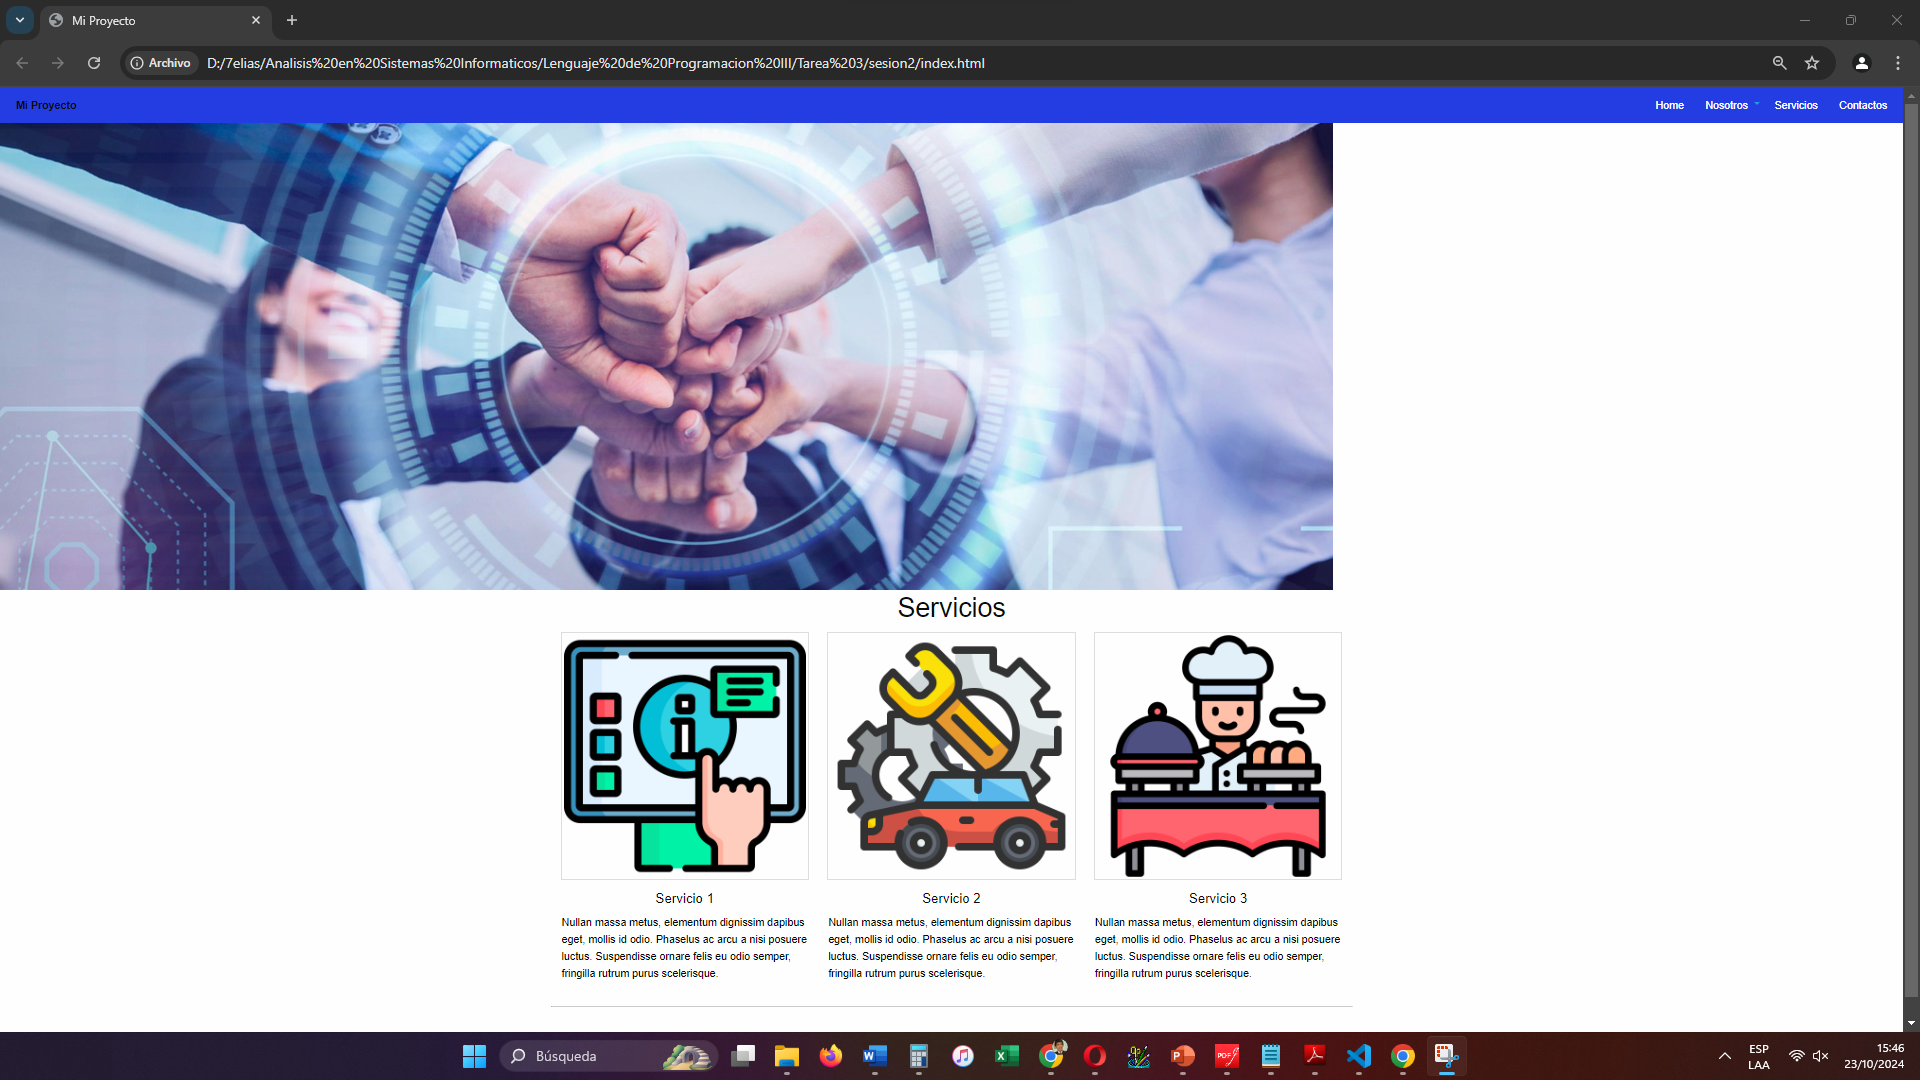 Mi Proyecto
Archivo
D:/7elias/Analisis%20en%20Sistemas%20Informaticos/Lenguaje%20de%20Programacion%20III/Tarea%203/sesion2/index.html
Mi Proyecto
Home Nosotros Servicios Contactos
Servicios
Servicio 1
Nullan massa metus, elementum dignissim dapibus
eget, mollis id odio. Phaselus ac arcu a nisi posuere
luctus. Suspendisse ornare felis eu odio semper,
fringilla rutrum purus scelerisque.
Servicio 2
Nullan massa metus, elementum dignissim dapibus
eget, mollis id odio. Phaselus ac arcu a nisi posuere
luctus. Suspendisse ornare felis eu odio semper,
fringilla rutrum purus scelerisque.
Servicio 3
Nullan massa metus, elementum dignissim dapibus
eget, mollis id odio. Phaselus ac arcu a nisi posuere
luctus. Suspendisse ornare felis eu odio semper,
fringilla rutrum purus scelerisque.
Búsqueda
ESP
LAA
15:46
23/10/2024